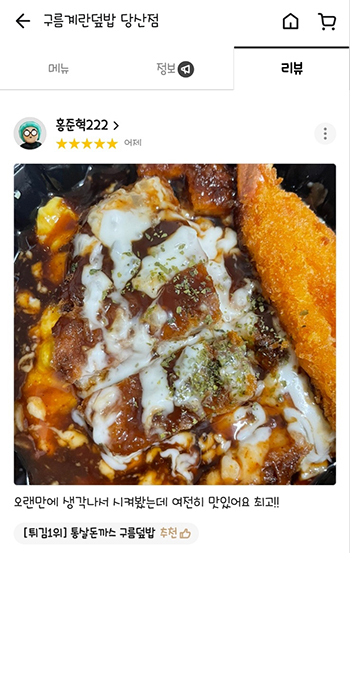 구름계란덮밥 당산점
메뉴
정보
리뷰
홍준혁222
어제
오랜만에 생각나서 시켜봤는데 여전히 맛있어요 최고!!
[튀김1위] 통살돈까스 구름덮밥 추천